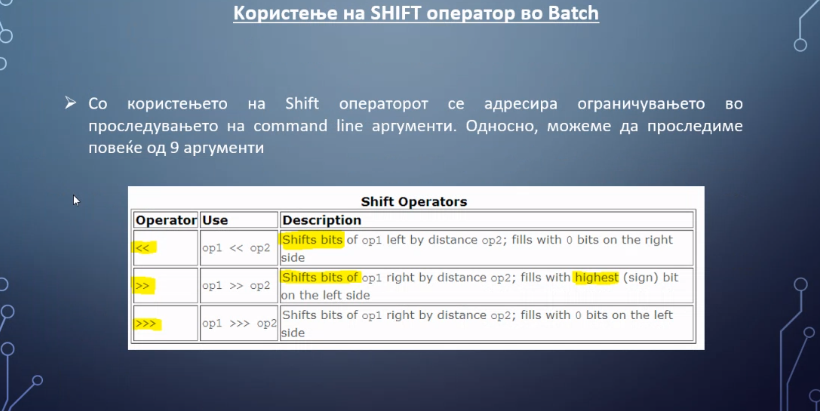 Користење на SHIFT оператор во Batch
Со користењето на Shift операторот се адресира ограничувањето во
проследувањето на command line аргументи. Односно, можеме да проследиме
повеќе од 9 аргументи
Shift Operators
Operator Use Description
<< op1 << op2 Shifts bits of op1 left by distance op2; fills with 0 bits on the right
side
>> op1 >> op2 Shifts bits of op1 right by distance op2; fills with highest (sign) bit
on the left side
>>> op1 >>> op2 Shifts bits of op1 right by distance op2; fills with 0 bits on the left
side